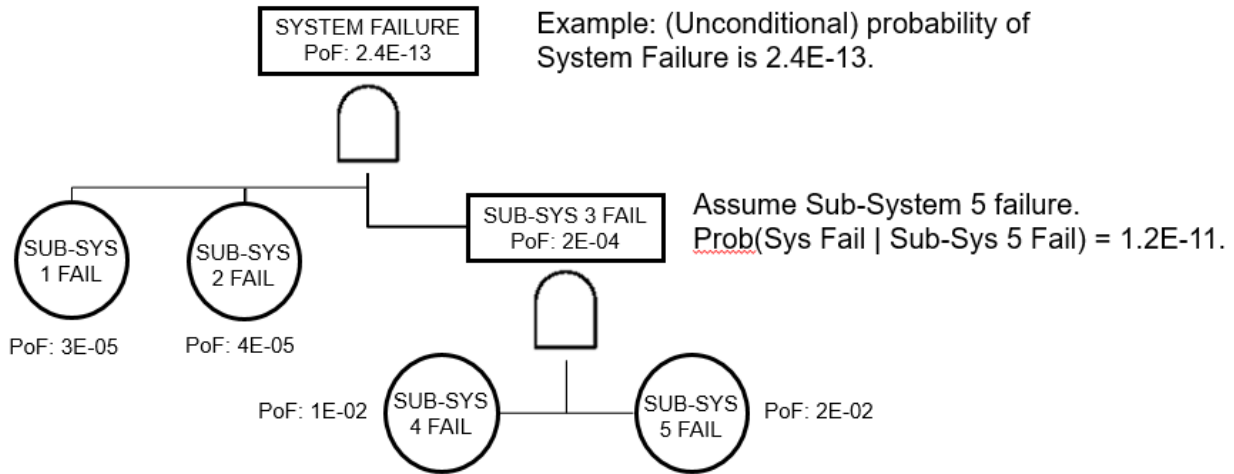 SYSTEM FAILURE
PoF: 2.4E-13
Example: (Unconditional) probability of
System Failure is 2.4E-13.
SUB-SYS
1 FAIL
SUB-SYS
2 FAIL
SUB-SYS 3 FAIL
PoF: 2E-04
Assume Sub-System 5 failure.
Prob(Sys Fail | Sub-Sys 5 Fail) = 1.2E-11.
PoF: 3E-05
PoF: 4E-05
PoF: 1E-02
SUB-SYS
4 FAIL
SUB-SYS
5 FAIL
PoF: 2E-02